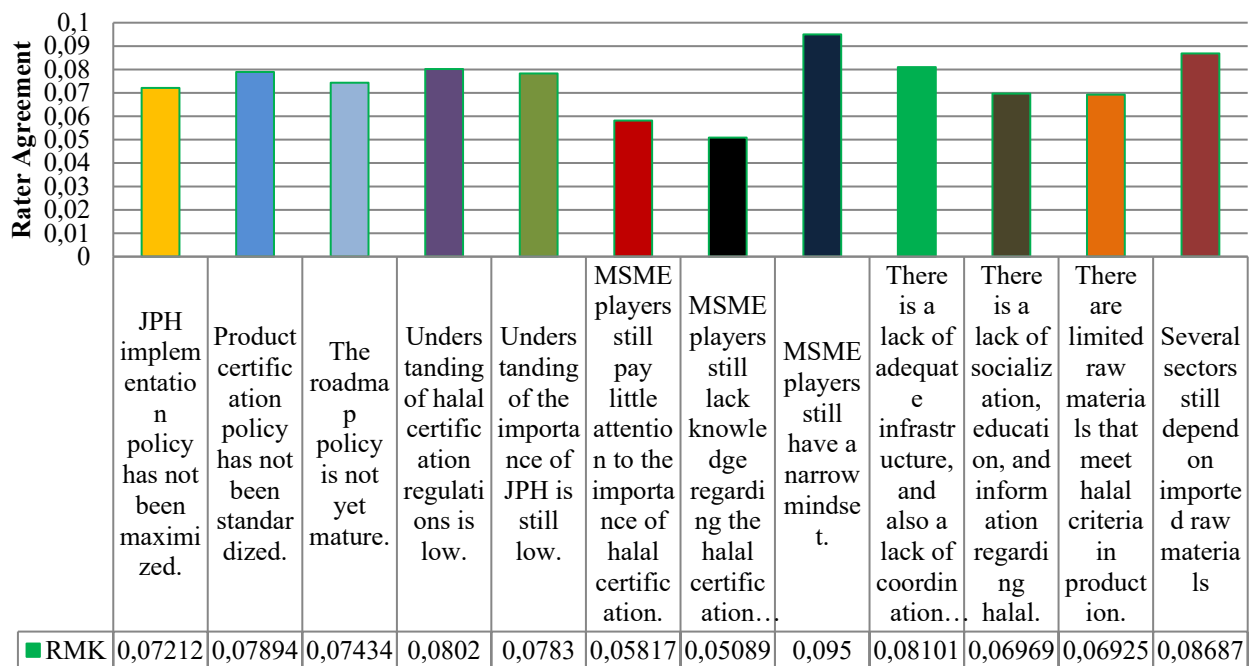 Rater Agreement
0,1
0,09
0,08
0,07
0,06
0,05
0,04
0,03
0,02
0,01
0
JPH
implem
entatio
n
policy
has not
been
maximi
zed.
Product
certific
ation
policy
has not
been
standar
dized.
The
roadma
p
policy
is not
yet
mature.
Unders
tanding
of halal
certific
ation
regulati
ons is
low.
Unders
tanding
of the
importa
nce of
JPH is
still
low.
MSME
players
still
pay
little
attentio
n to the
importa
nce of
halal
certific
ation.
MSME
players
still
lack
knowle
dge
regardi
ng the
halal
certific
ation…
MSME
players
still
have a
narrow
mindse
t.
There
is a
lack of
adequat
e
infrastr
ucture,
and
also a
lack of
coordin
ation…
There
is a
lack of
socializ
ation,
educati
on, and
inform
ation
regardi
ng
halal.
There
are
limited
raw
materia
ls that
meet
halal
criteria
in
product
ion.
Several
sectors
still
depend
on
importe
d raw
materia
ls
RMK 0,07212 0,07894 0,07434 0,0802 0,0783 0,05817 0,05089 0,095 0,08101 0,06969 0,06925 0,08687